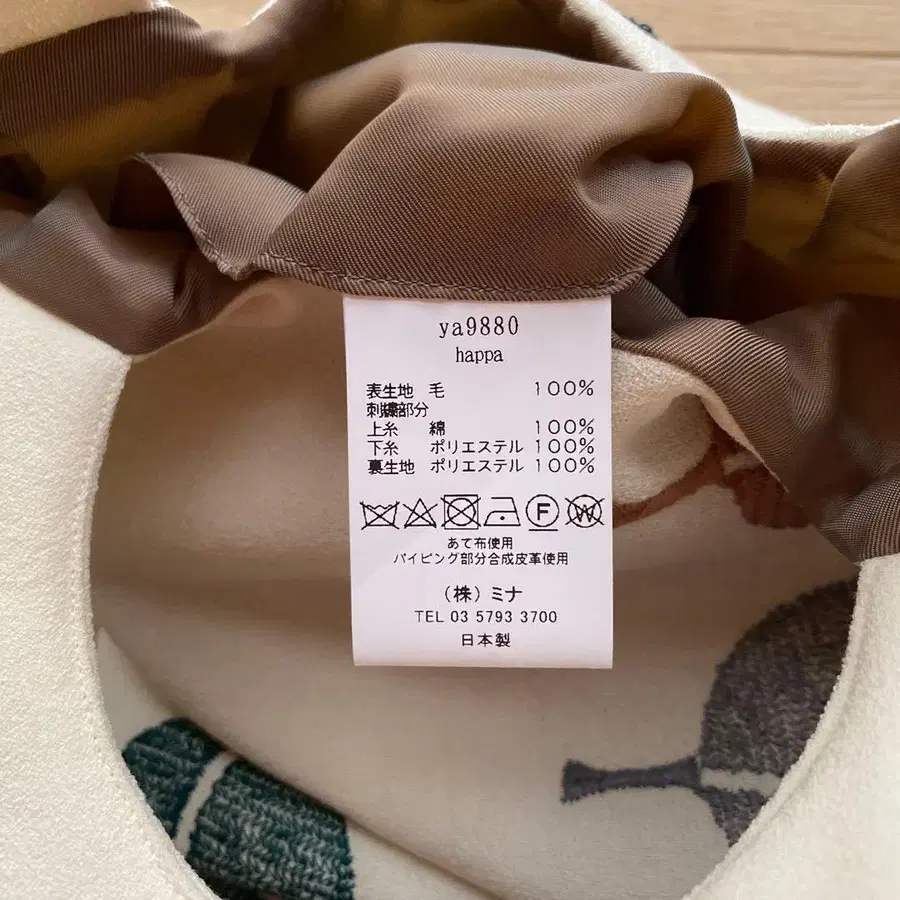 ya9880
happa
表生地 毛 100%
刺繍部分
上糸 綿 100%
下糸 ポリエステル 100%
裏生地 ポリエステル 100%
F W
あて布使用
パイピング部分合成皮革使用
(株)ミナ
TEL 03 5793 3700
日本製